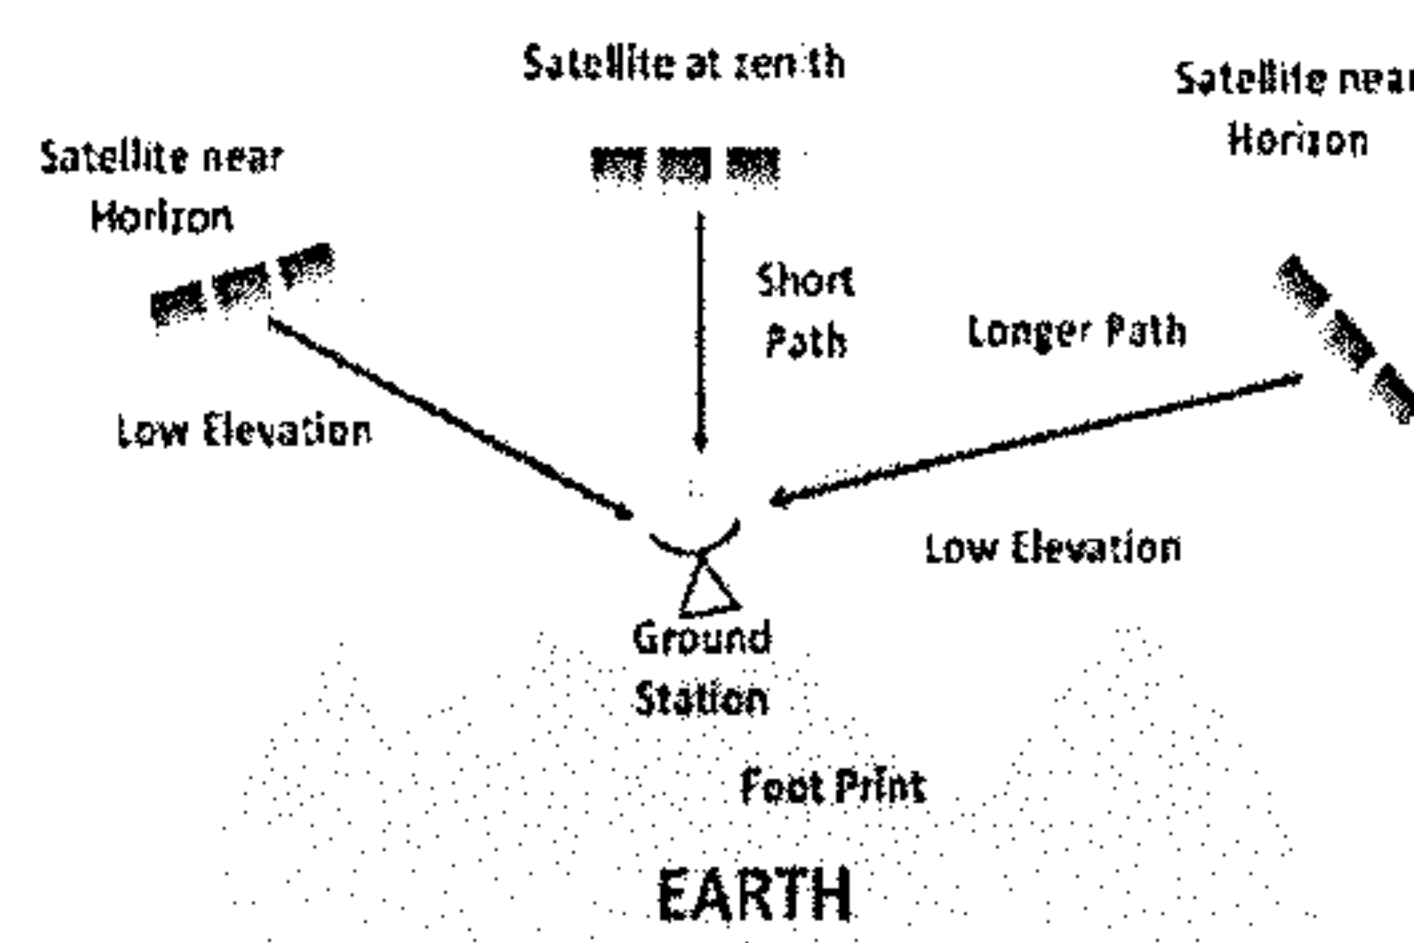 Satellite at zenith
Satellite near
Horizon
Satellite near
Horizon
Short
Path
Longer Path
Low Elevation
Low Elevation
Ground
Station
Foot Print
EARTH